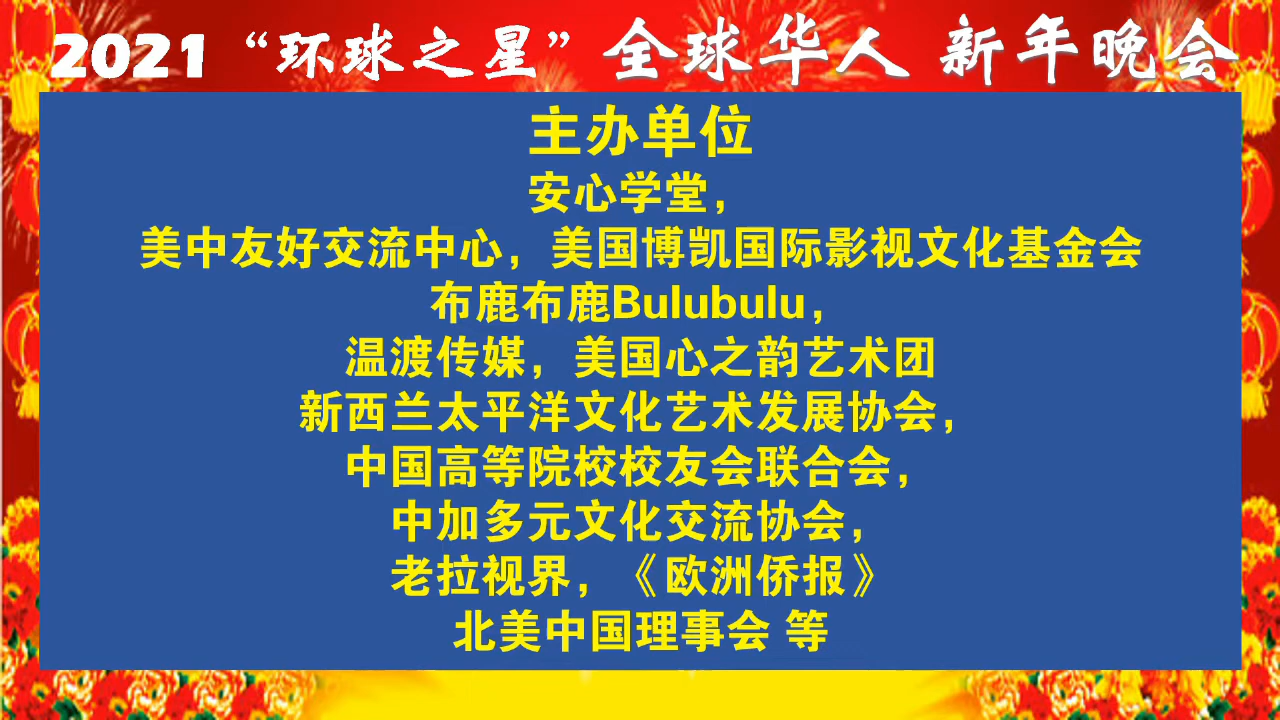 2021“环球之星”全球华人 新年晚会
主办单位
安心学堂，
美中友好交流中心，美国博凯国际影视文化基金会
布鹿布鹿Bulubulu，
温渡传媒，美国心之韵艺术团
新西兰太平洋文化艺术发展协会，
中国高等院校校友会联合会，
中加多元文化交流协会，
老拉视界，《欧洲侨报》
北美中国理事会 等